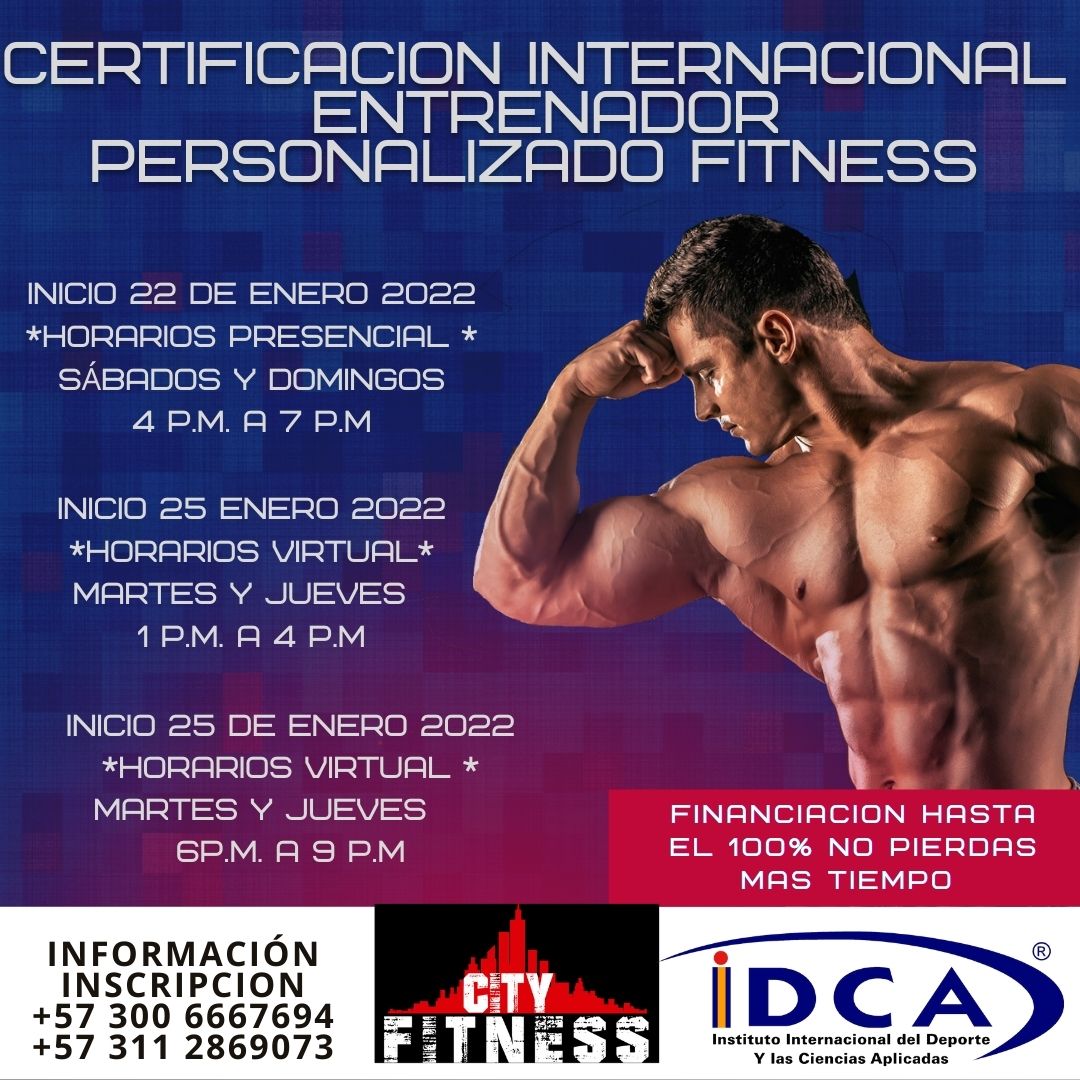 CERTIFICACION INTERNACIONAL
ENTRENADOR
PERSONALIZADO FITNESS
INICIO 22 DE ENERO 2022
*HORARIOS PRESENCIAL *
SÁBADOS Y DOMINGOS
4 P.M. A 7 P.M
INICIO 25 ENERO 2022
*HORARIOS VIRTUAL*
MARTES Y JUEVES
1 P.M. A 4 P.M
INICIO 25 DE ENERO 2022
*HORARIOS VIRTUAL *
MARTES Y JUEVES
6P.M. A 9 P.M
FINANCIACION HASTA
EL 100% NO PIERDAS
MAS TIEMPO
INFORMACIÓN
INSCRIPCION
+57 300 6667694
+57 311 2869073
CITY
FITNESS
iDCA ®
Instituto Internacional del Deporte
Y las Ciencias Aplicadas